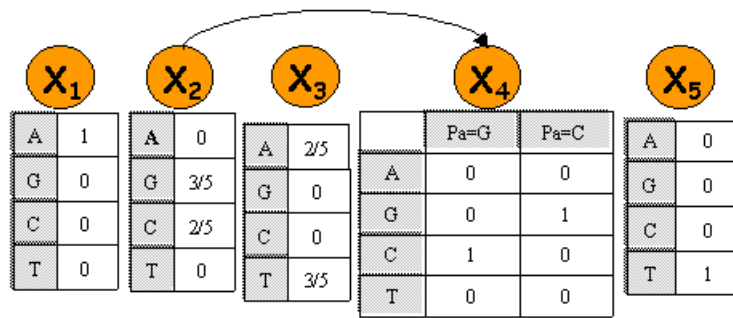 X1 X2 X3 X4 X5
A 1
G 0
C 0
T 0
A 0
G 3/5
C 2/5
T 0
A 2/5
G 0
C 0
T 3/5
Pa=G Pa=C
A 0 0
G 0 1
C 1 0
T 0 0
A 0
G 0
C 0
T 1